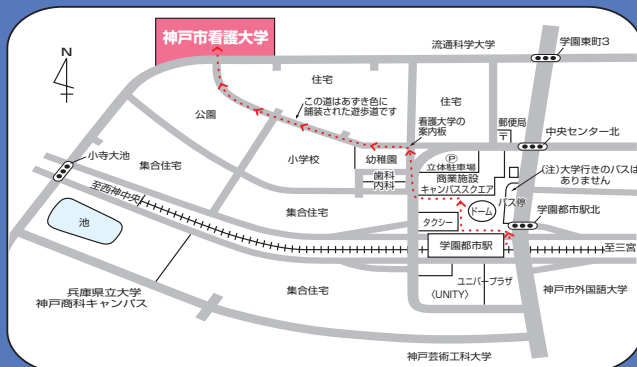 神戸市看護大学
流通科学大学
学園東町3
N
住宅
この道はあずき色に
舗装された遊歩道です
公園
住宅
看護大学の
案内板
郵便局
〒
中央センター北
小寺大池
集合住宅
小学校
幼稚園
P
立体駐車場
歯科
内科
商業施設
キャンパススクエア
(注)大学行きのバスは
ありません
至西神中央
池
集合住宅
ドーム
バス停
タクシー
学園都市駅北
学園都市駅
至三宮
兵庫県立大学
神戸商科キャンパス
集合住宅
ユニバープラザ
〈UNITY〉
神戸市外国語大学
神戸芸術工科大学